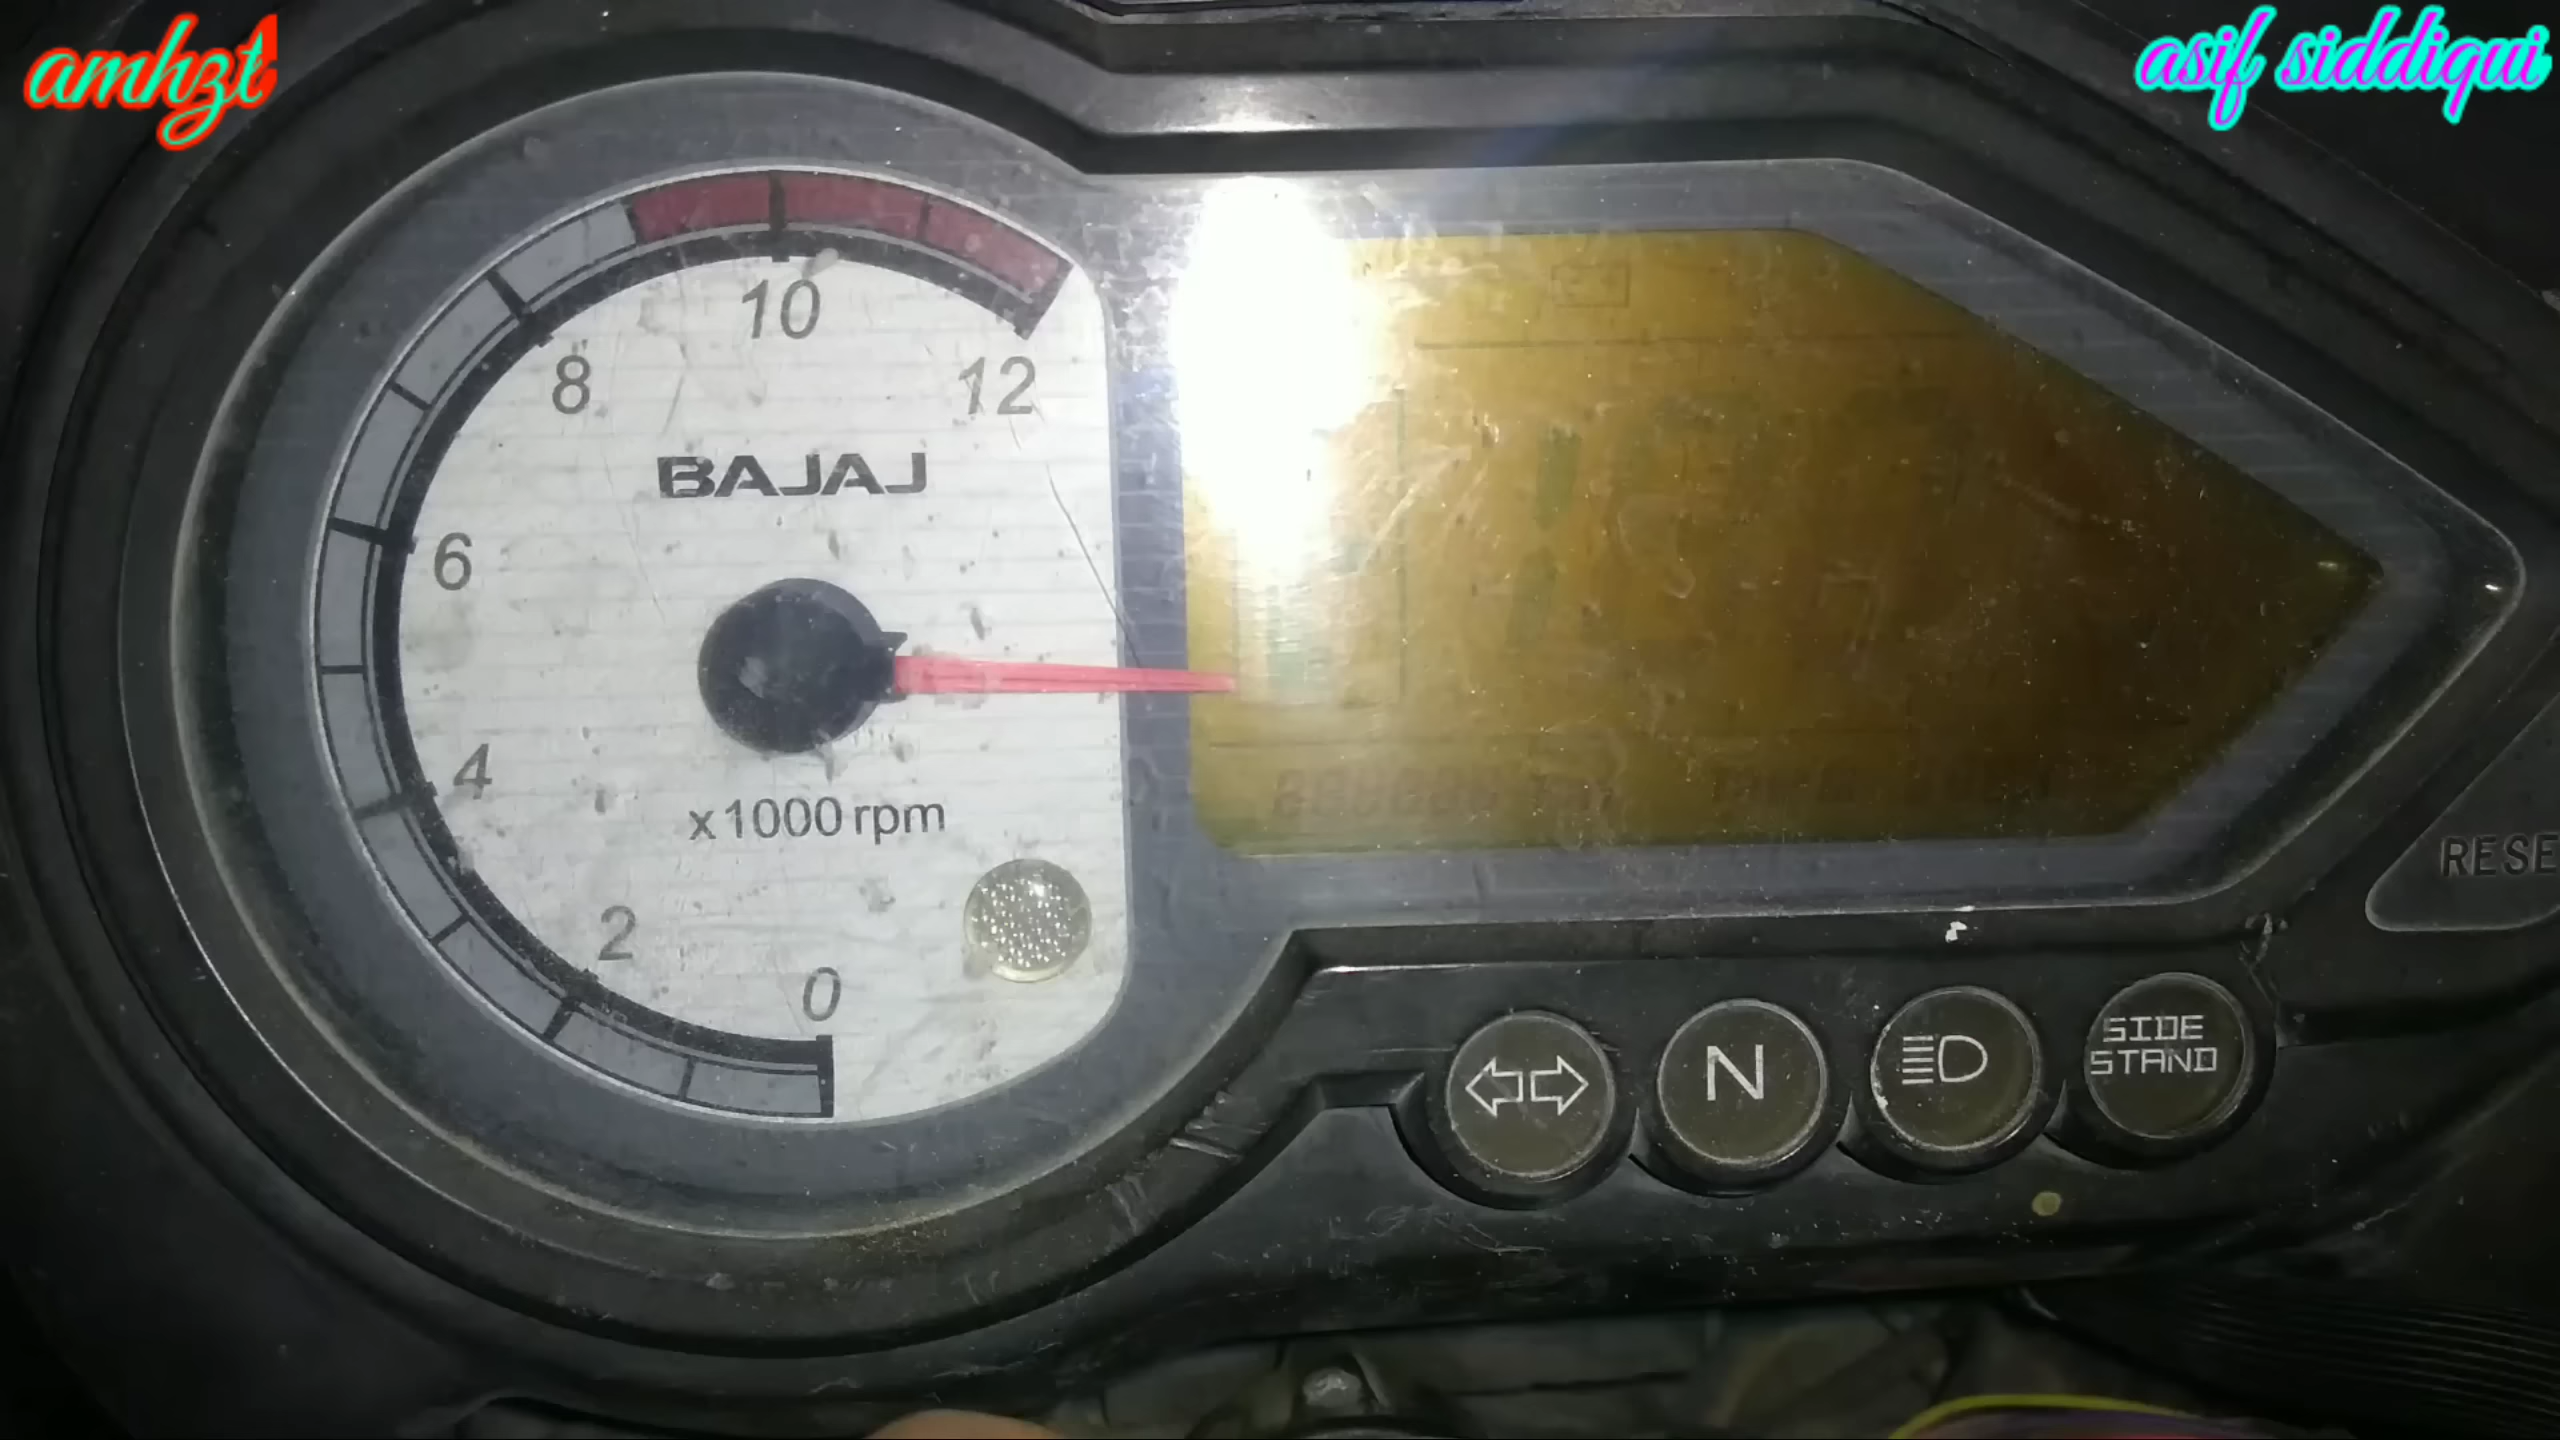 amhzt
asif siddiqui
10
8
12
BAJAJ
6
4
x1000 rpm
2
0
RESE
N
SIDE
STAND